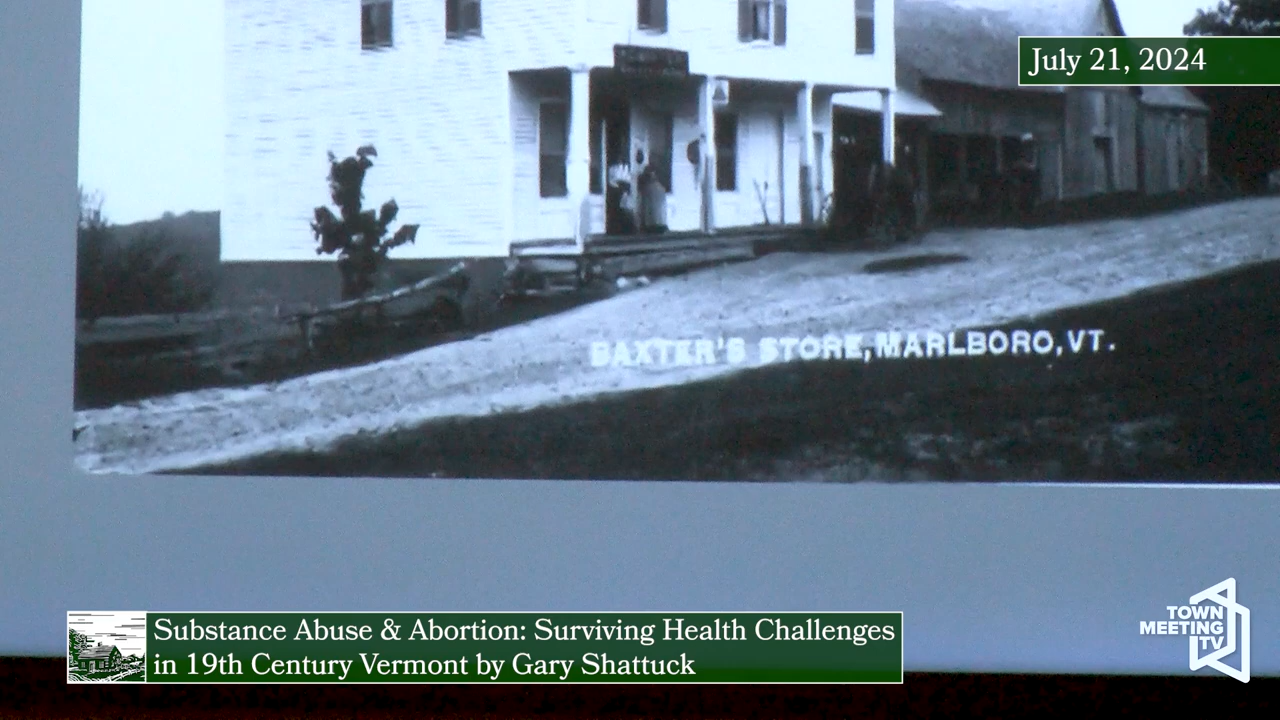 July 21, 2024
BAXTER'S STORE, MARLBORO, VT.
Substance Abuse & Abortion: Surviving Health Challenges
in 19th Century Vermont by Gary Shattuck
TOWN
MEETING
TV